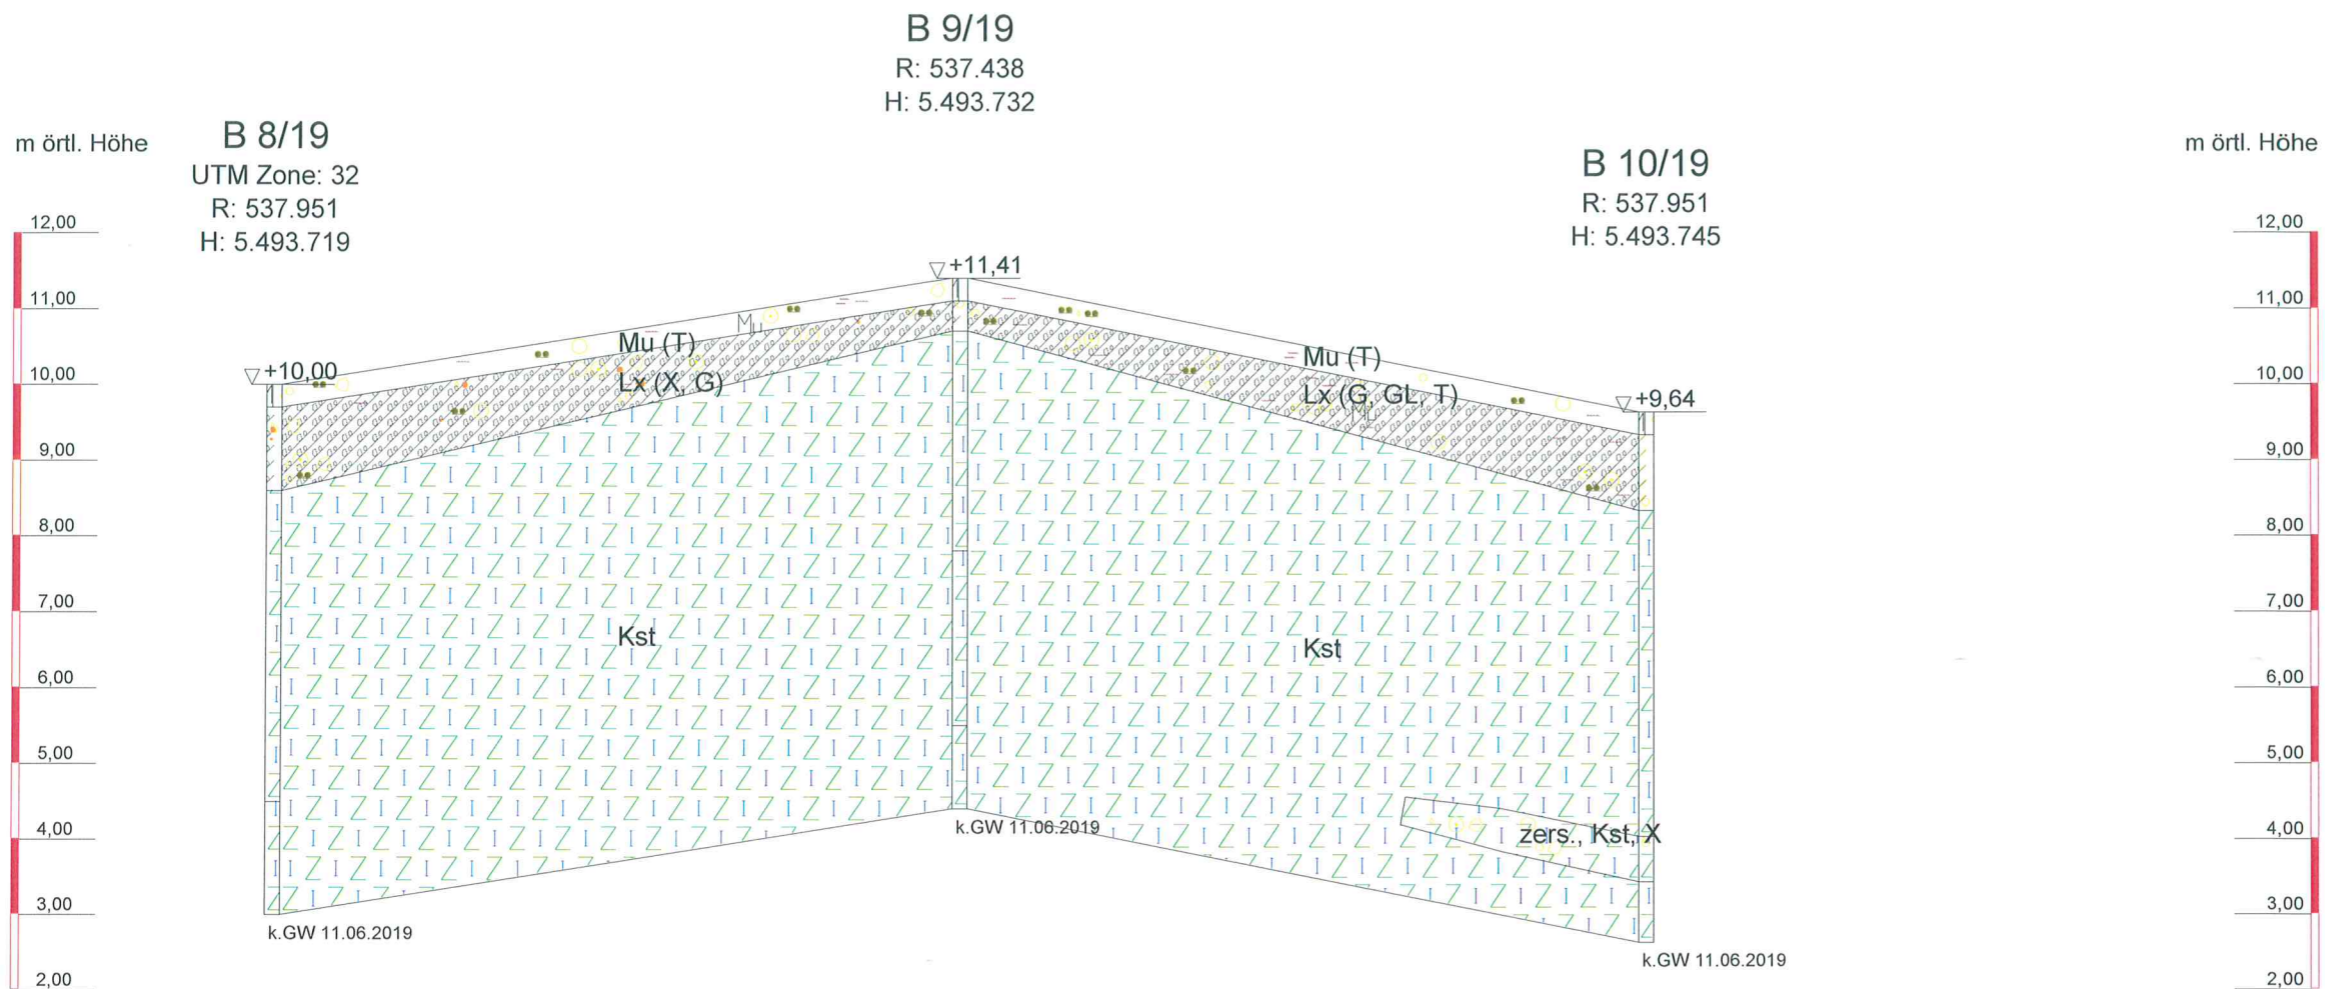 B 9/19
R: 537.438
H: 5.493.732
m örtl. Höhe
B 8/19
UTM Zone: 32
R: 537.951
H: 5.493.719
B 10/19
R: 537.951
H: 5.493.745
m örtl. Höhe
12,00
11,00
10,00
9,00
8,00
7,00
6,00
5,00
4,00
3,00
2,00
+10,00
+11,41
+9,64
Mu
Mu (T)
Lx (X, G)
Mu (T)
Lx (G, GL, T)
Mu
Kst
Kst
zers., Kst, X
k.GW 11.06.2019
k.GW 11.06.2019
k.GW 11.06.2019
12,00
11,00
10,00
9,00
8,00
7,00
6,00
5,00
4,00
3,00
2,00